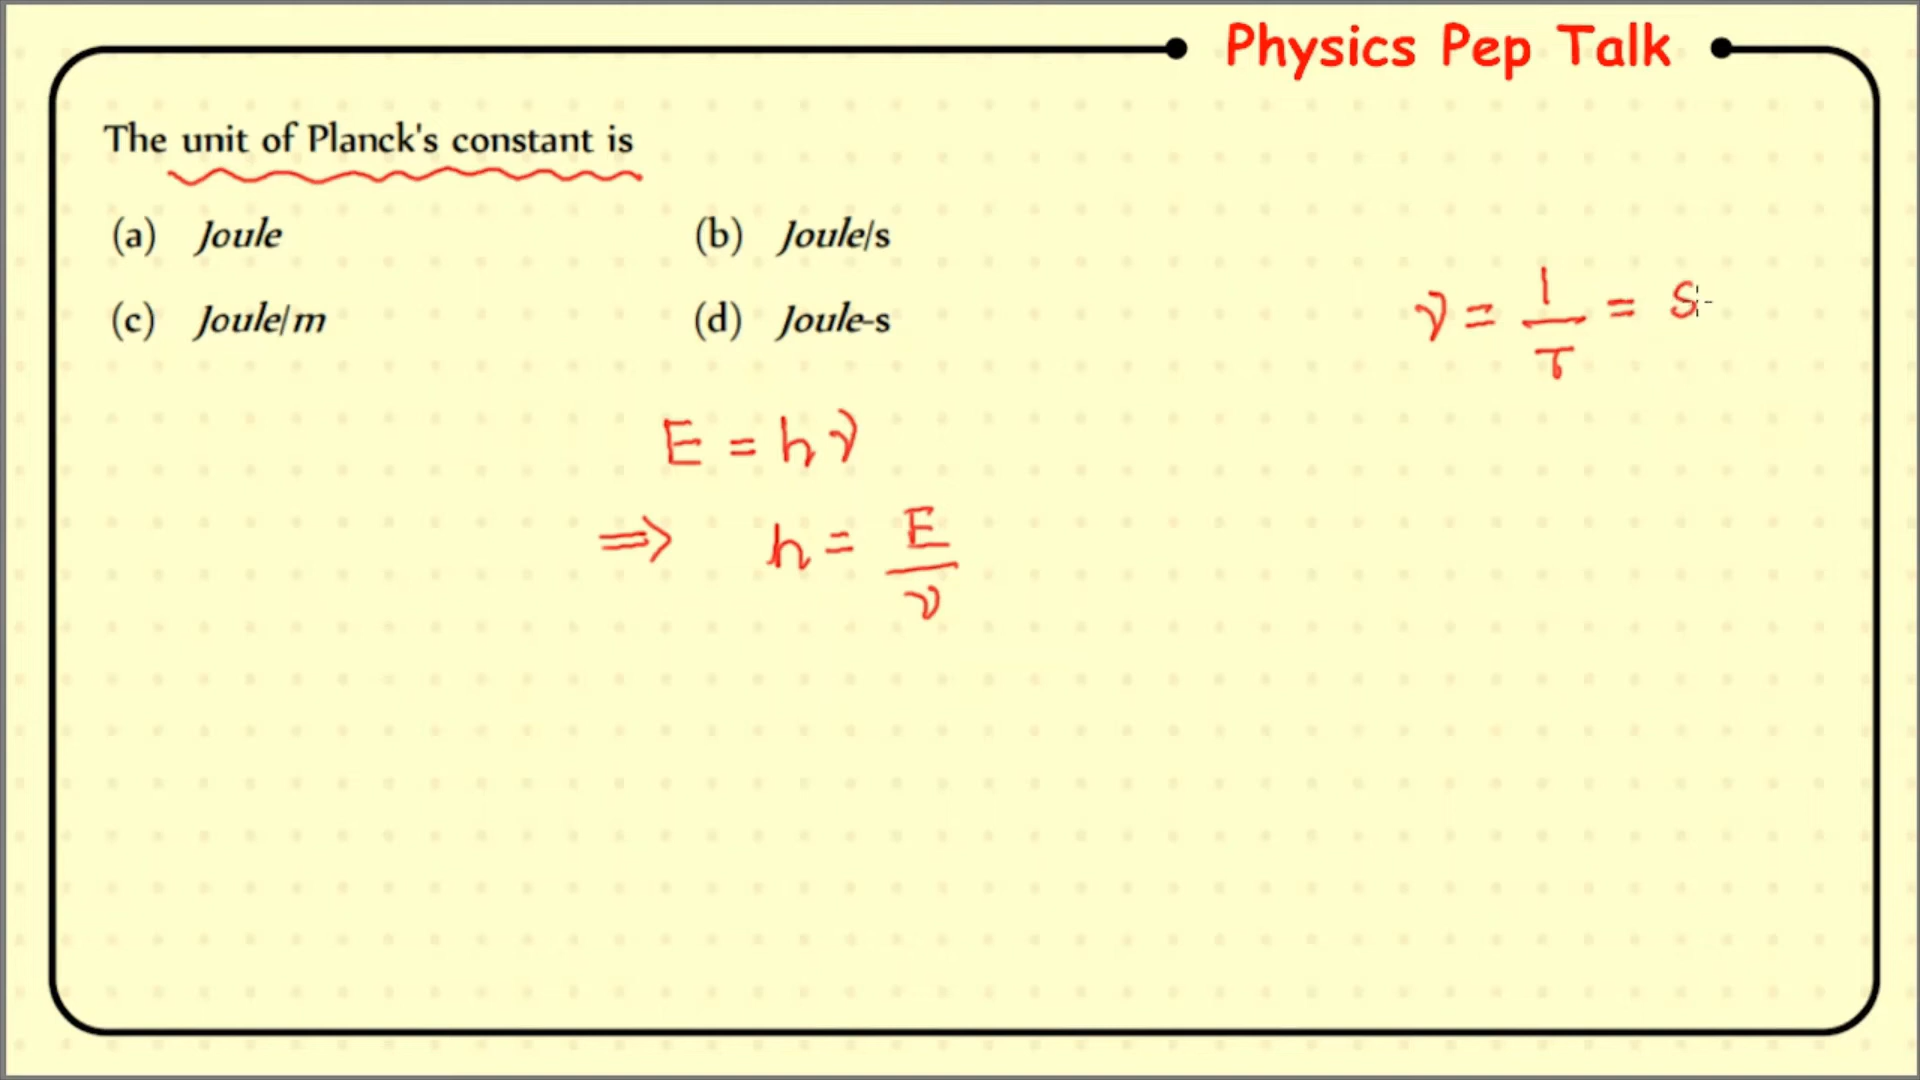 Physics Pep Talk
The unit of Planck's constant is
(a) Joule (b) Joule/s
(c) Joule/m (d) Joule-s
ν = 1/T = s
E = hν
⇒ h = E/ν